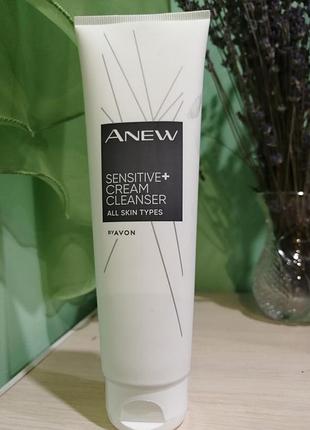 ANEW
SENSITIVE+
CREAM
CLEANSER
ALL SKIN TYPES
BY AVON